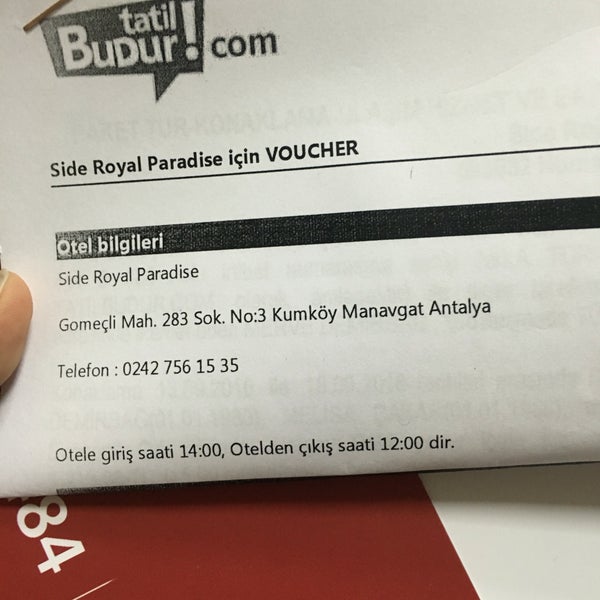 tatil
BUDUR!.com
Side Royal Paradise için VOUCHER
Otel bilgileri
Side Royal Paradise
Gomeçli Mah. 283 Sok. No:3 Kumköy Manavgat Antalya
Telefon : 0242 756 15 35
Otele giriş saati 14:00, Otelden çıkış saati 12:00 dir.
84